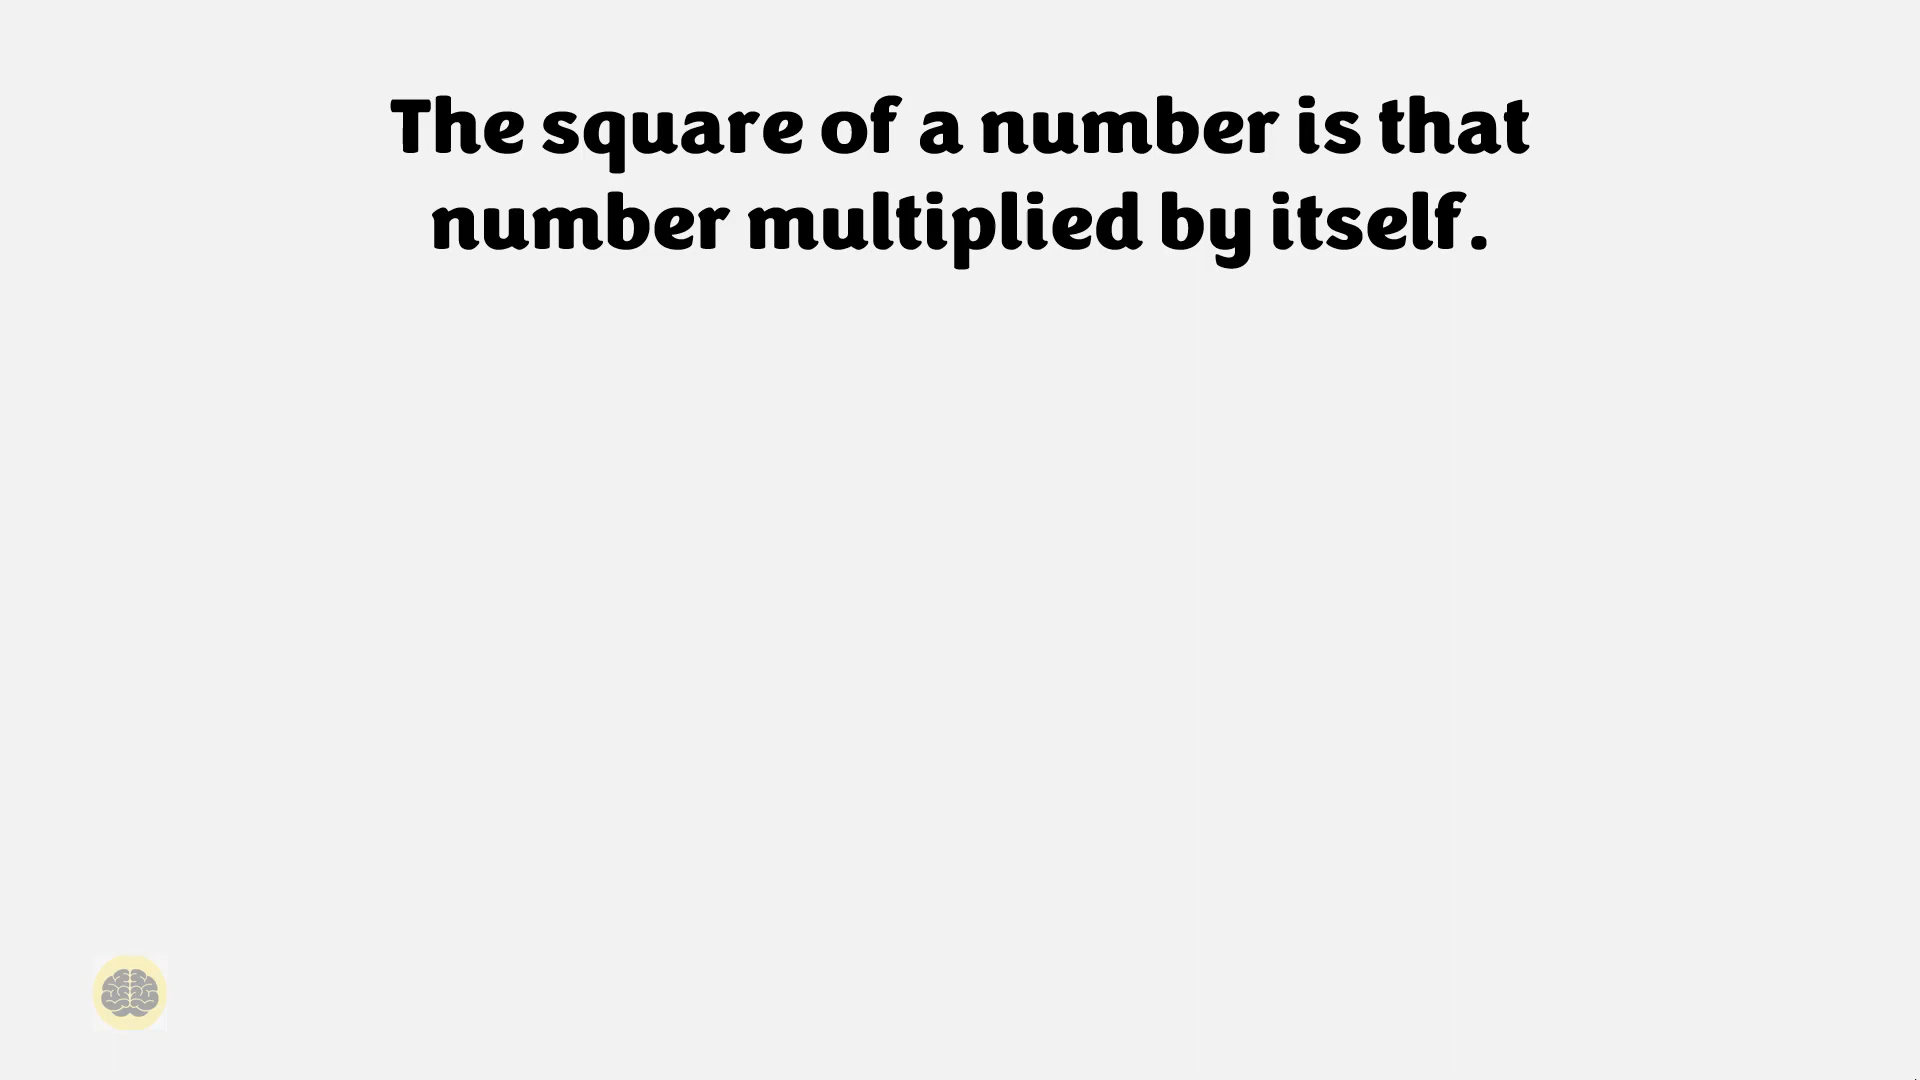 The square of a number is that
number multiplied by itself.